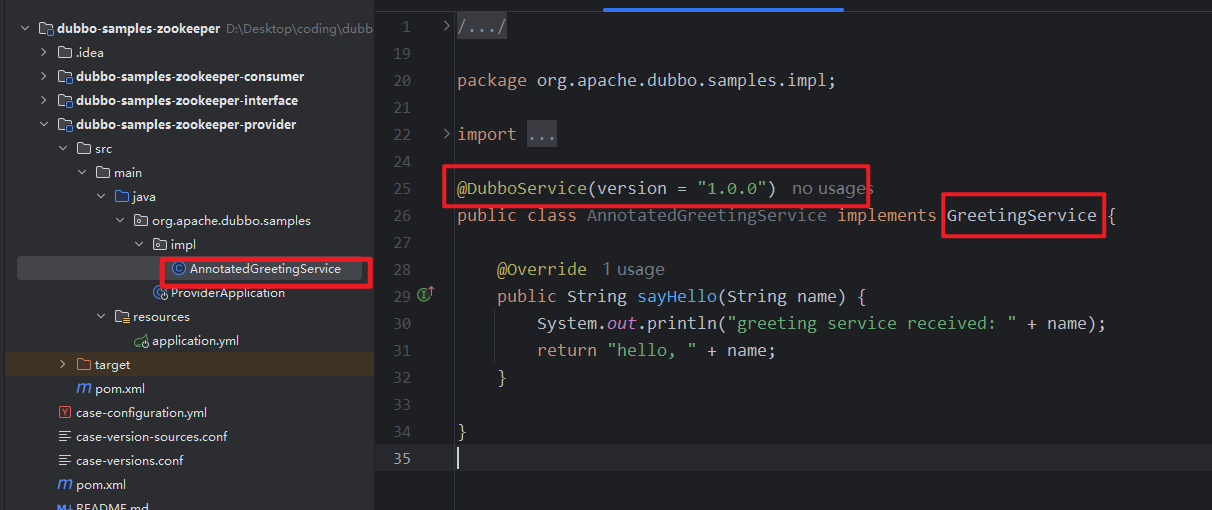 dubbo-samples-zookeeper D:\Desktop\coding\dubbo
.idea
dubbo-samples-zookeeper-consumer
dubbo-samples-zookeeper-interface
dubbo-samples-zookeeper-provider
src
main
java
org.apache.dubbo.samples
impl
AnnotatedGreetingService
ProviderApplication
resources
application.yml
target
pom.xml
case-configuration.yml
case-version-sources.conf
case-versions.conf
pom.xml
README.md
1 /.../
19
20 package org.apache.dubbo.samples.impl;
21
22 import ...
24
25 @DubboService(version = "1.0.0") no usages
26 public class AnnotatedGreetingService implements GreetingService {
27
28 @Override 1 usage
29 public String sayHello(String name) {
30 System.out.println("greeting service received: " + name);
31 return "hello, " + name;
32 }
33
34 }
35